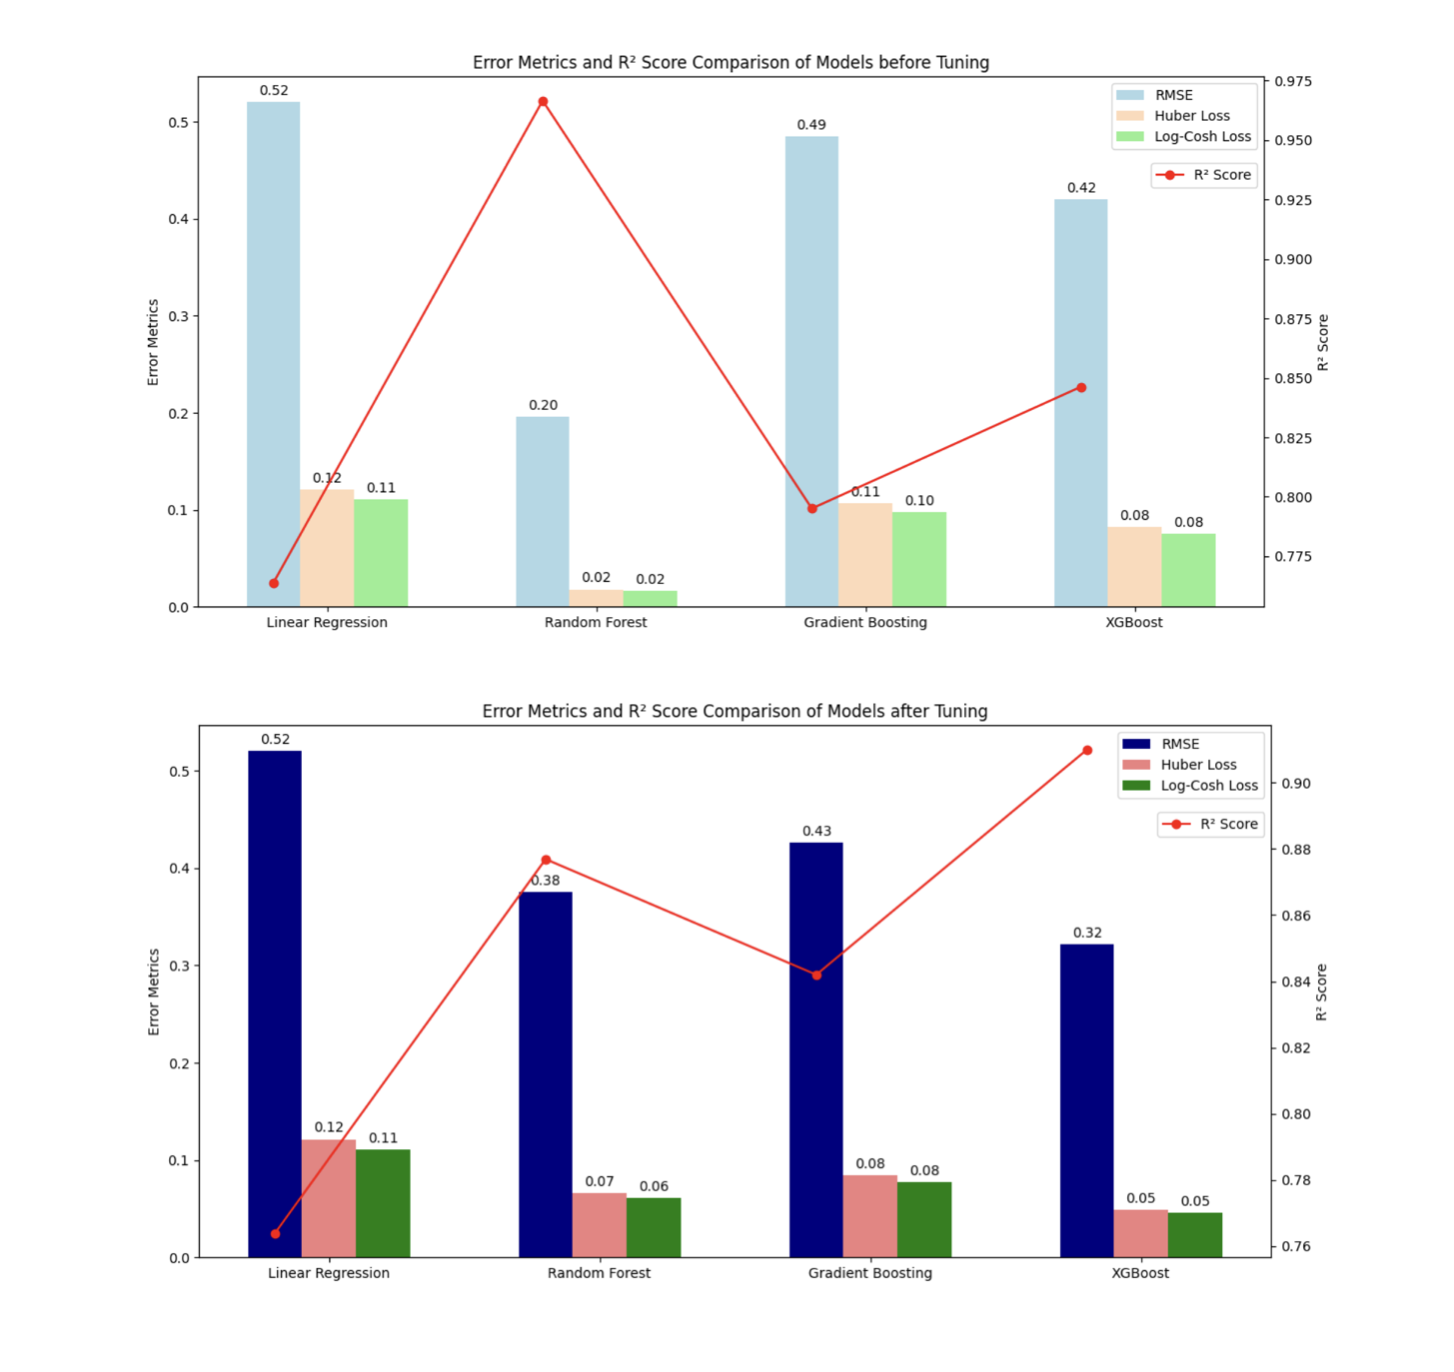 Error Metrics and R² Score Comparison of Models before Tuning
0.52
0.12
0.11
0.20
0.02
0.02
0.49
0.11
0.10
0.42
0.08
0.08
RMSE
Huber Loss
Log-Cosh Loss
R² Score
Error Metrics
0.5
0.4
0.3
0.2
0.1
0.0
0.975
0.950
0.925
0.900
0.875
0.850
0.825
0.800
0.775
R² Score
Linear Regression
Random Forest
Gradient Boosting
XGBoost
Error Metrics and R² Score Comparison of Models after Tuning
0.52
0.12
0.11
0.38
0.07
0.06
0.43
0.08
0.08
0.32
0.05
0.05
RMSE
Huber Loss
Log-Cosh Loss
R² Score
Error Metrics
0.5
0.4
0.3
0.2
0.1
0.0
0.90
0.88
0.86
0.84
0.82
0.80
0.78
0.76
R² Score
Linear Regression
Random Forest
Gradient Boosting
XGBoost